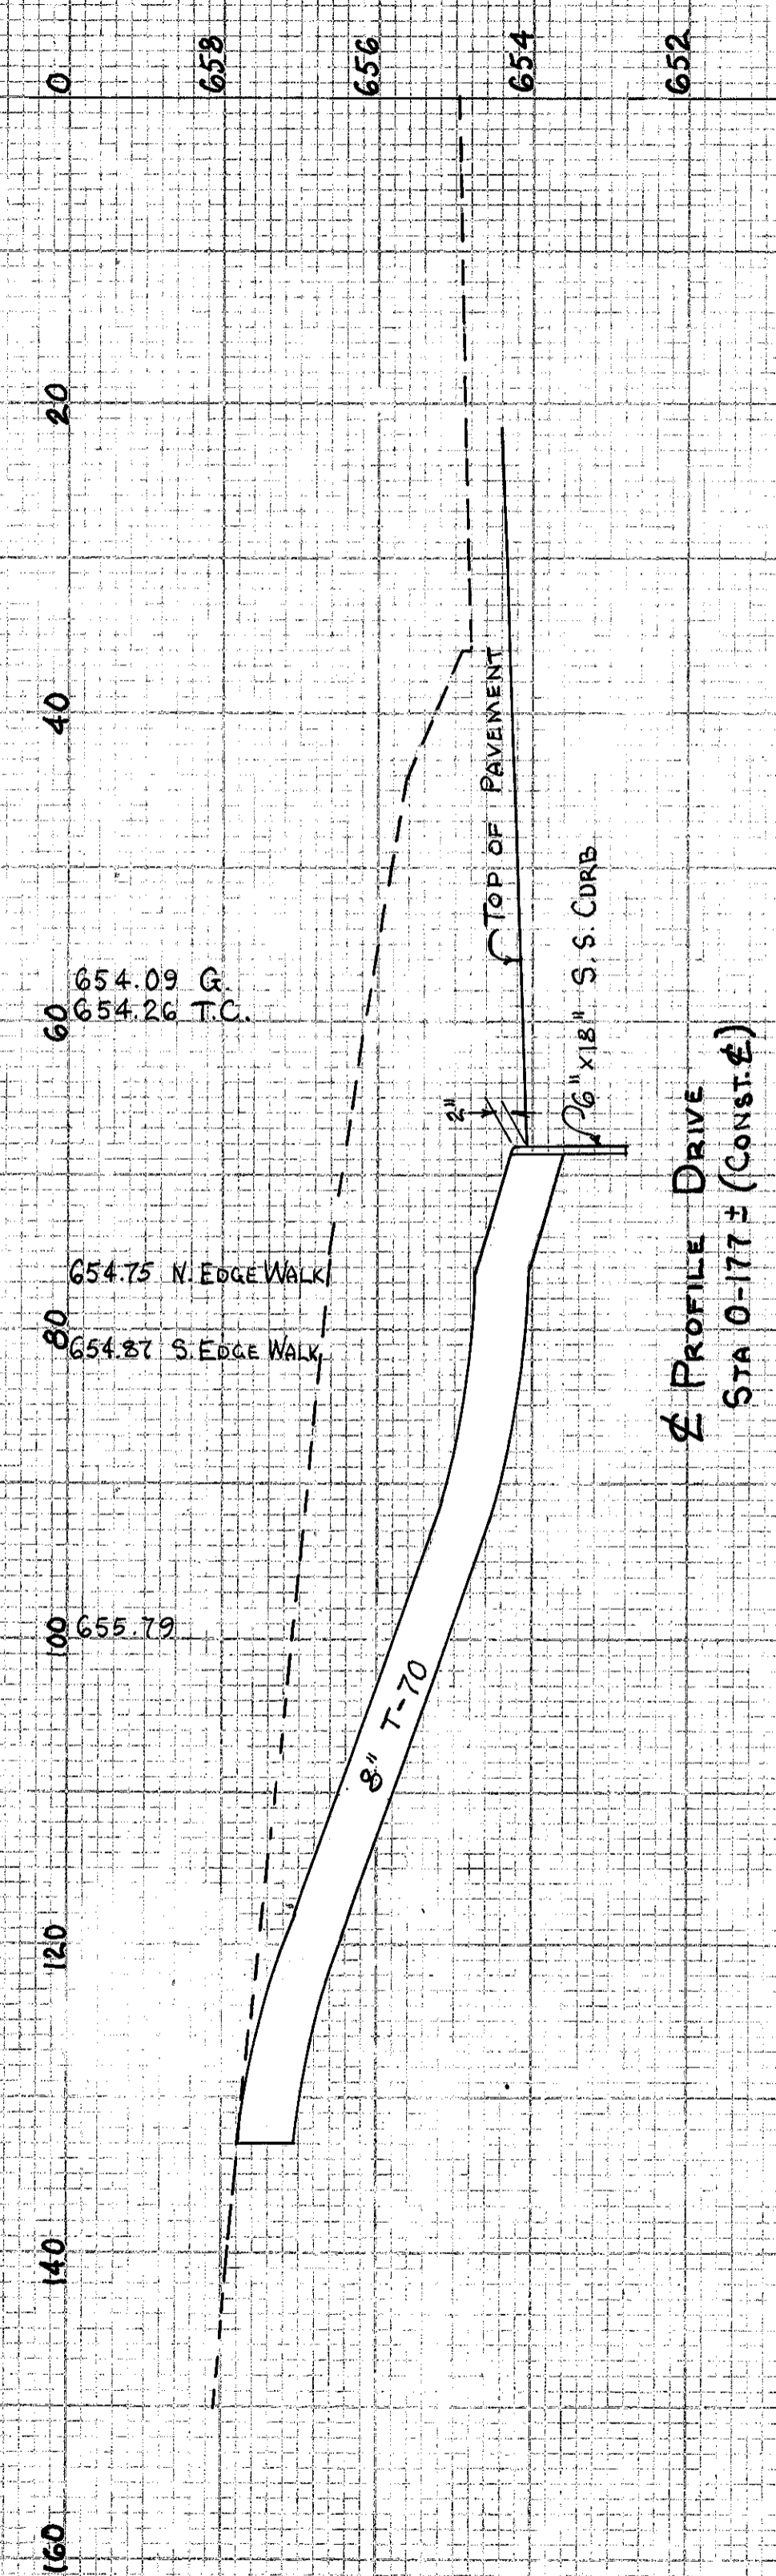 658
656
654
652
0
20
40
60
80
100
120
140
160
654.09 G.
654.26 T.C.
654.75 N. EDGE WALK
654.87 S. EDGE WALK
655.79
TOP OF PAVEMENT
2"
6"x18" S.S. CURB
8" T-70
℄ PROFILE DRIVE
STA 0-177 ± (CONST. ℄)